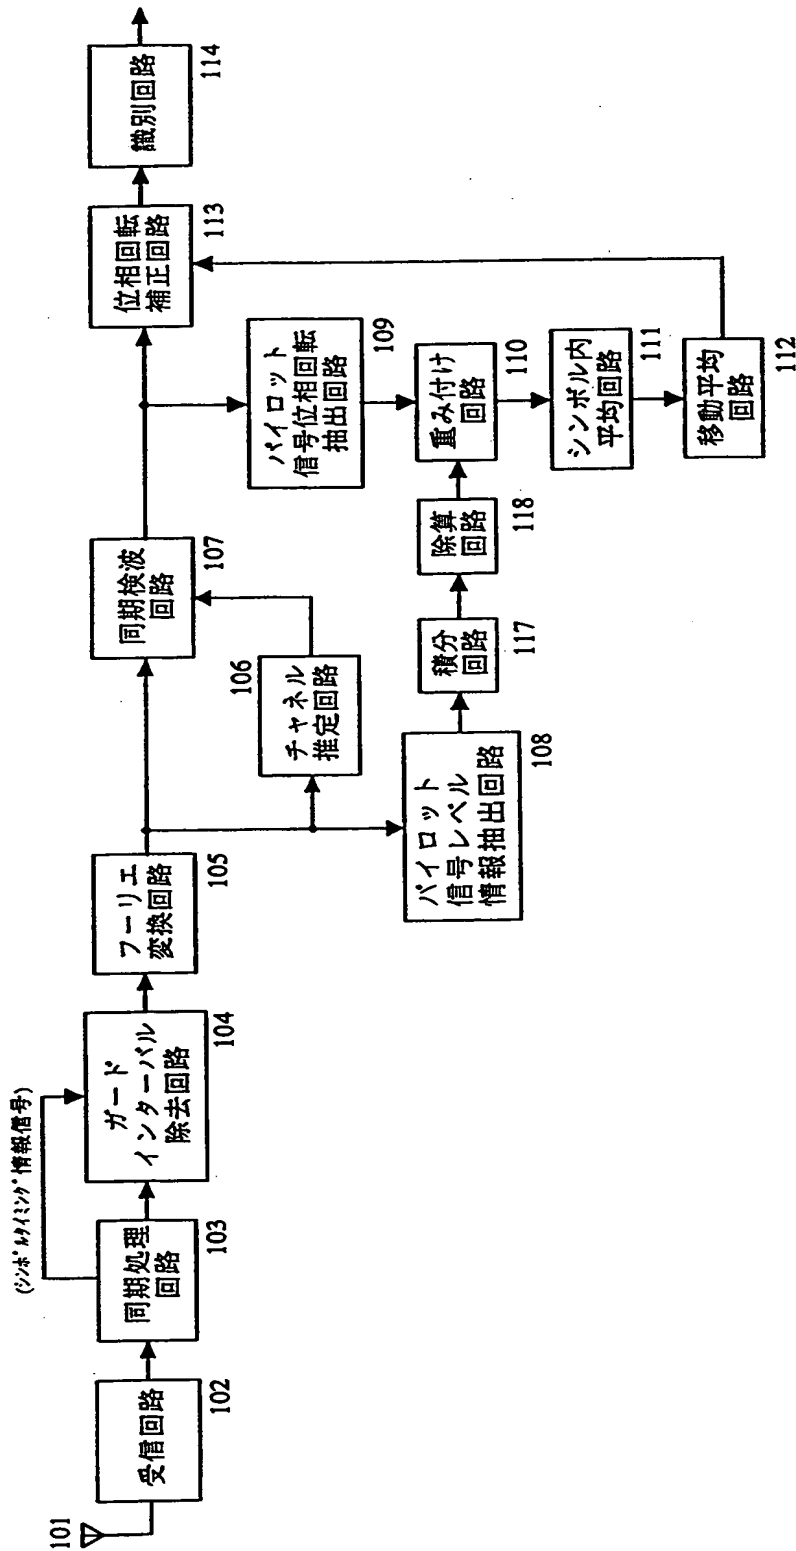 101
受信回路
102
同期処理
回路
103
(シンボルタイミング情報信号)
ガード
インターバル
除去回路
104
フーリエ
変換回路
105
チャネル
推定回路
106
同期検波
回路
107
パイロット
信号レベル
情報抽出回路
108
積分
回路
117
除算
回路
118
パイロット
信号位相回転
抽出回路
109
重み付け
回路
110
シンボル内
平均回路
111
移動平均
回路
112
位相回転
補正回路
113
識別回路
114